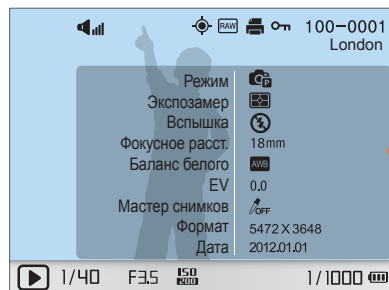 RAW 100-0001
London
Режим P
Экспозамер
Вспышка
Фокусное расст. 18mm
Баланс белого AWB
EV 0.0
Мастер снимков OFF
Формат 5472 X 3648
Дата 2012.01.01
1/40 F3.5 ISO 200 1/1000